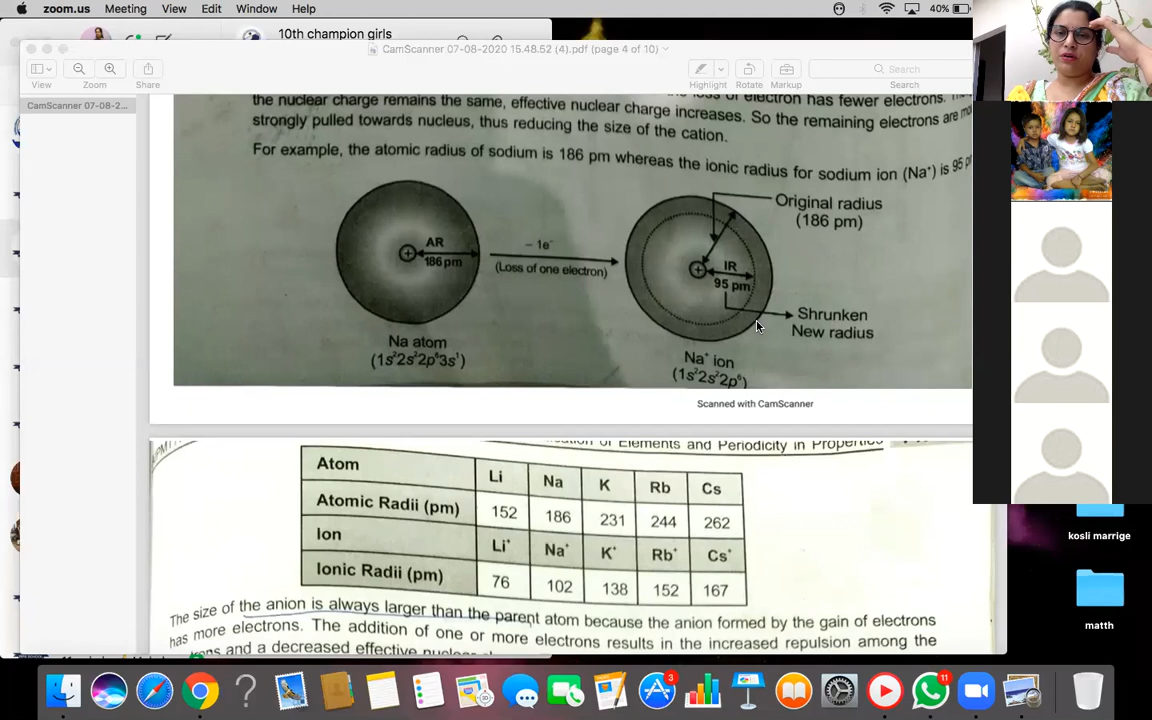 zoom.us Meeting View Edit Window Help
40%
10th champion girls
CamScanner 07-08-2020 15.48.52 (4).pdf (page 4 of 10)
View Zoom Share Highlight Rotate Markup Search
Search
CamScanner 07-08-2...
of electron has fewer electrons.
the nuclear charge remains the same, effective nuclear charge increases. So the remaining electrons are
strongly pulled towards nucleus, thus reducing the size of the cation.
For example, the atomic radius of sodium is 186 pm whereas the ionic radius for sodium ion (Na⁺) is 95
AR
186 pm
– 1e⁻
(Loss of one electron)
Original radius
(186 pm)
IR
95 pm
Shrunken
New radius
Na atom
(1s²2s²2p⁶3s¹)
Na⁺ ion
(1s²2s²2p⁶)
Scanned with CamScanner
of Elements and Periodicity in Properties
Atom Li Na K Rb Cs
Atomic Radii (pm) 152 186 231 244 262
Ion Li⁺ Na⁺ K⁺ Rb⁺ Cs⁺
Ionic Radii (pm) 76 102 138 152 167
The size of the anion is always larger than the parent atom because the anion formed by the gain of electrons
has more electrons. The addition of one or more electrons results in the increased repulsion among the
and a decreased effective
kosli marrige
matth
3
11